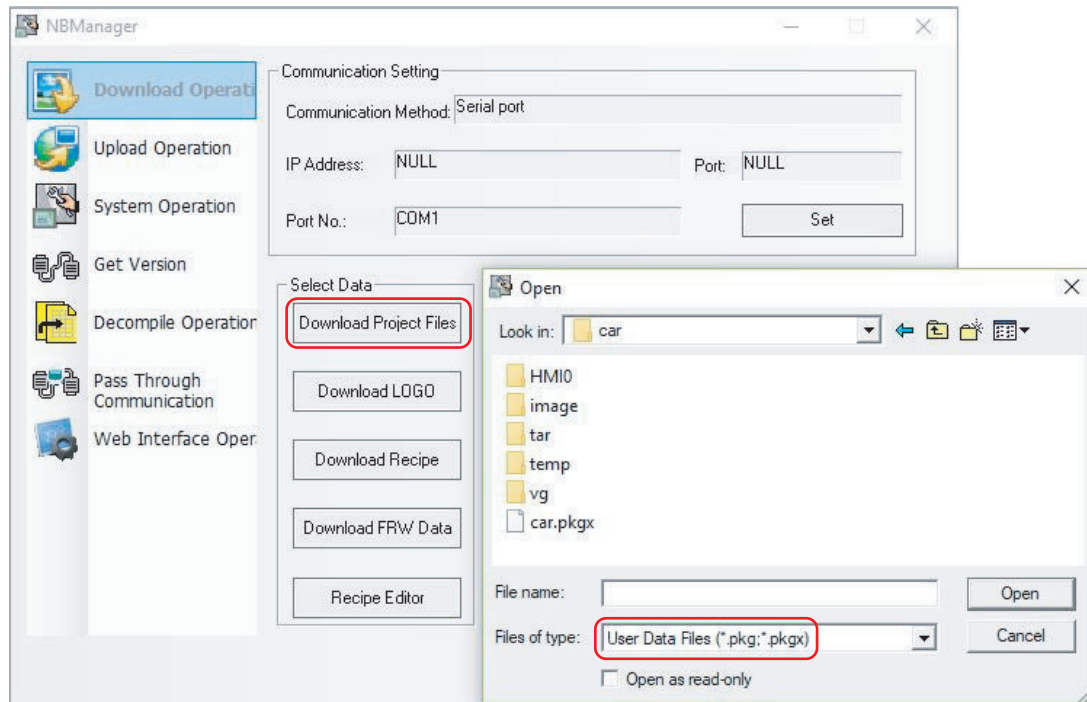 NBManager
Download Operati
Upload Operation
System Operation
Get Version
Decompile Operation
Pass Through
Communication
Web Interface Oper
Communication Setting
Communication Method: Serial port
IP Address: NULL Port: NULL
Port No.: COM1 Set
Select Data
Download Project Files
Download LOGO
Download Recipe
Download FRW Data
Recipe Editor
Open
Look in: car
HMI0
image
tar
temp
vg
car.pkgx
File name: Open
Files of type: User Data Files (*.pkg;*.pkgx) Cancel
Open as read-only